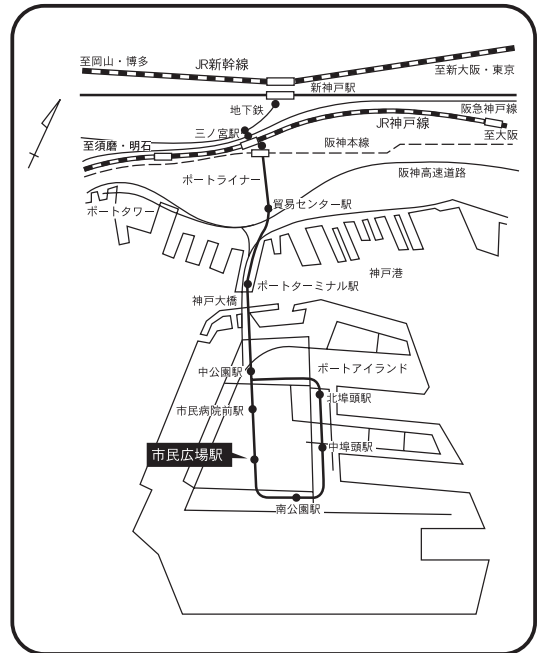 至岡山・博多
JR新幹線
至新大阪・東京
新神戸駅
地下鉄
阪急神戸線
三ノ宮駅
JR神戸線
至大阪
至須磨・明石
阪神本線
ポートライナー
阪神高速道路
ポートタワー
貿易センター駅
神戸港
ポートターミナル駅
神戸大橋
中公園駅
ポートアイランド
北埠頭駅
市民病院前駅
中埠頭駅
市民広場駅
南公園駅